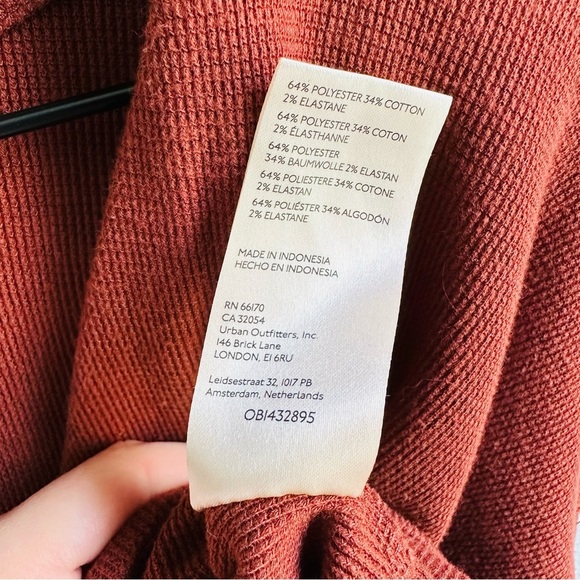 64% POLYESTER 34% COTTON
2% ELASTANE
64% POLYESTER 34% COTON
2% ÉLASTHANNE
64% POLYESTER
34% BAUMWOLLE 2% ELASTAN
64% POLIESTERE 34% COTONE
2% ELASTAN
64% POLIÉSTER 34% ALGODÓN
2% ELASTANE
MADE IN INDONESIA
HECHO EN INDONESIA
RN 66170
CA 32054
Urban Outfitters, Inc.
146 Brick Lane
LONDON, E1 6RU
Leidsestraat 32, 1017 PB
Amsterdam, Netherlands
OB1432895